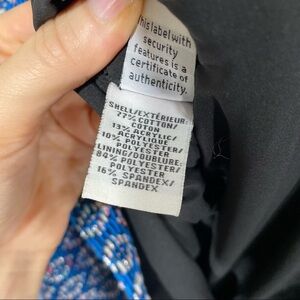 This label with
security
features is a
certificate of
authenticity.
SHELL/EXTÉRIEUR:
77% COTTON/
COTON
13% ACRYLIC/
ACRYLIQUE
10% POLYESTER/
POLYESTER
LINING/DOUBLURE:
84% POLYESTER/
POLYESTER
16% SPANDEX/
SPANDEX